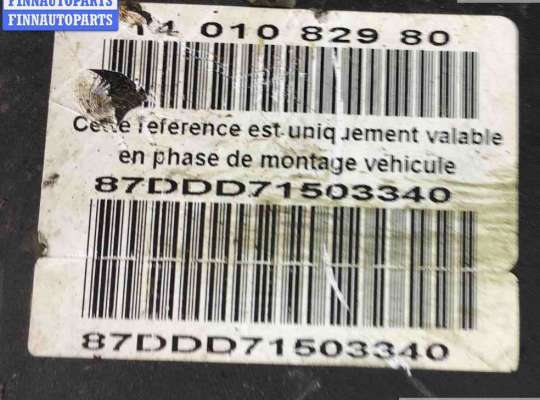 FINNAUTOPARTS
FINNAUTOPARTS
14 010 829 80
Cette reference est uniquement valable
en phase de montage vehicule
87DDD71503340
87DDD71503340